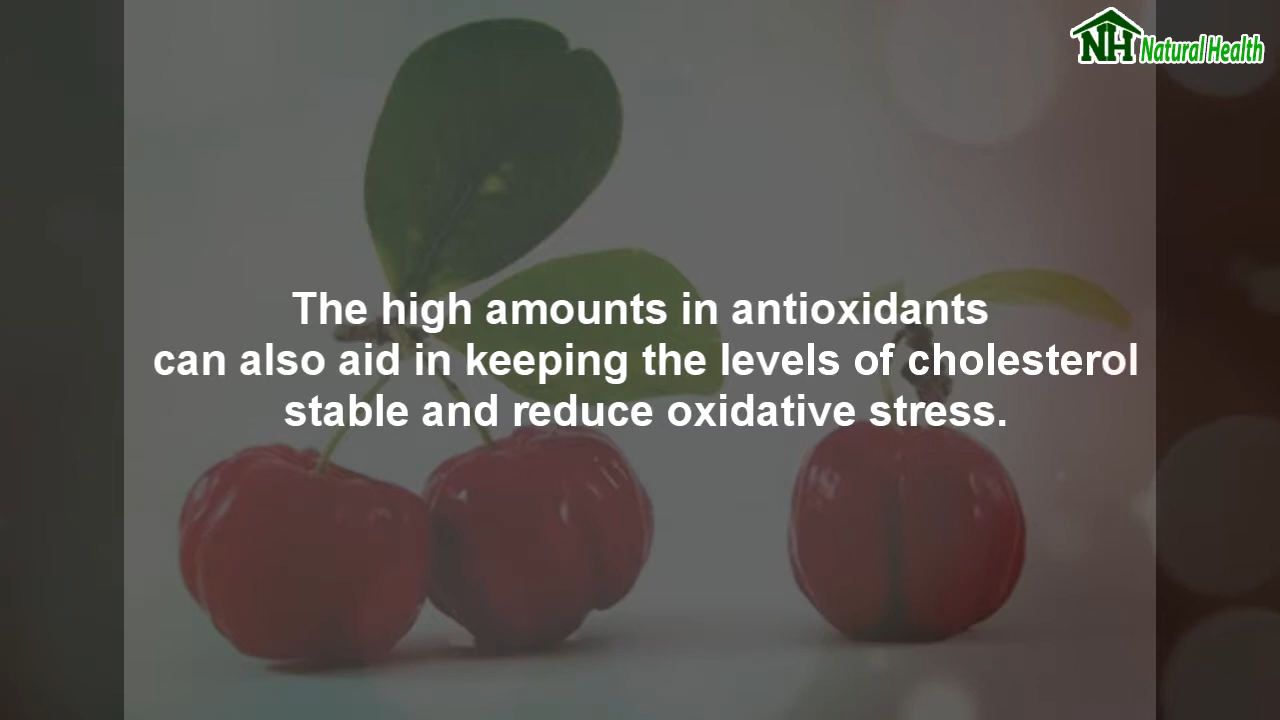 NH Natural Health
The high amounts in antioxidants
can also aid in keeping the levels of cholesterol
stable and reduce oxidative stress.